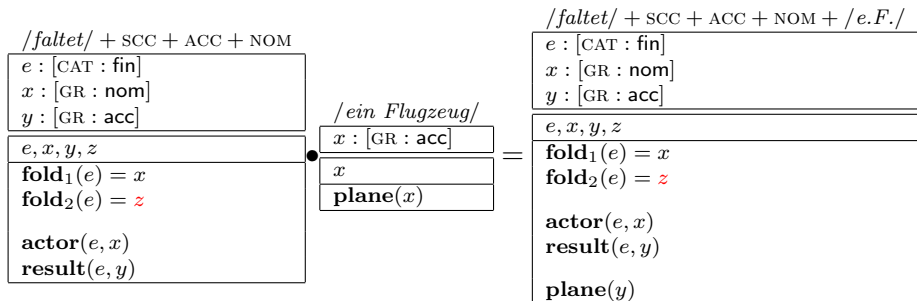 /faltet/ + SCC + ACC + NOM
e : [CAT : fin]
x : [GR : nom]
y : [GR : acc]
e, x, y, z
fold₁(e) = x
fold₂(e) = z
actor(e, x)
result(e, y)
•
/ein Flugzeug/
x : [GR : acc]
x
plane(x)
=
/faltet/ + SCC + ACC + NOM + /e.F./
e : [CAT : fin]
x : [GR : nom]
y : [GR : acc]
e, x, y, z
fold₁(e) = x
fold₂(e) = z
actor(e, x)
result(e, y)
plane(y)